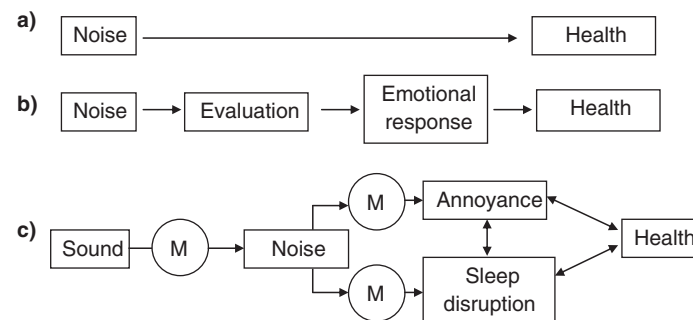 a) Noise Health
b) Noise Evaluation Emotional response Health
c) Sound M Noise M Annoyance
M Sleep disruption Health